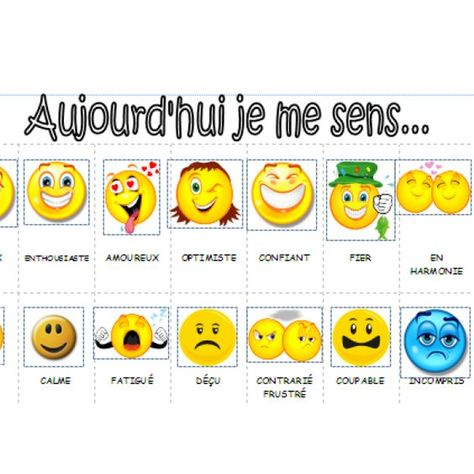 Aujourd'hui je me sens...
X ENTHOUSIASTE AMOUREUX OPTIMISTE CONFIANT FIER EN
HARMONIE
CALME FATIGUÉ DÉÇU CONTRARIÉ COUPABLE INCOMPRIS
FRUSTRÉ